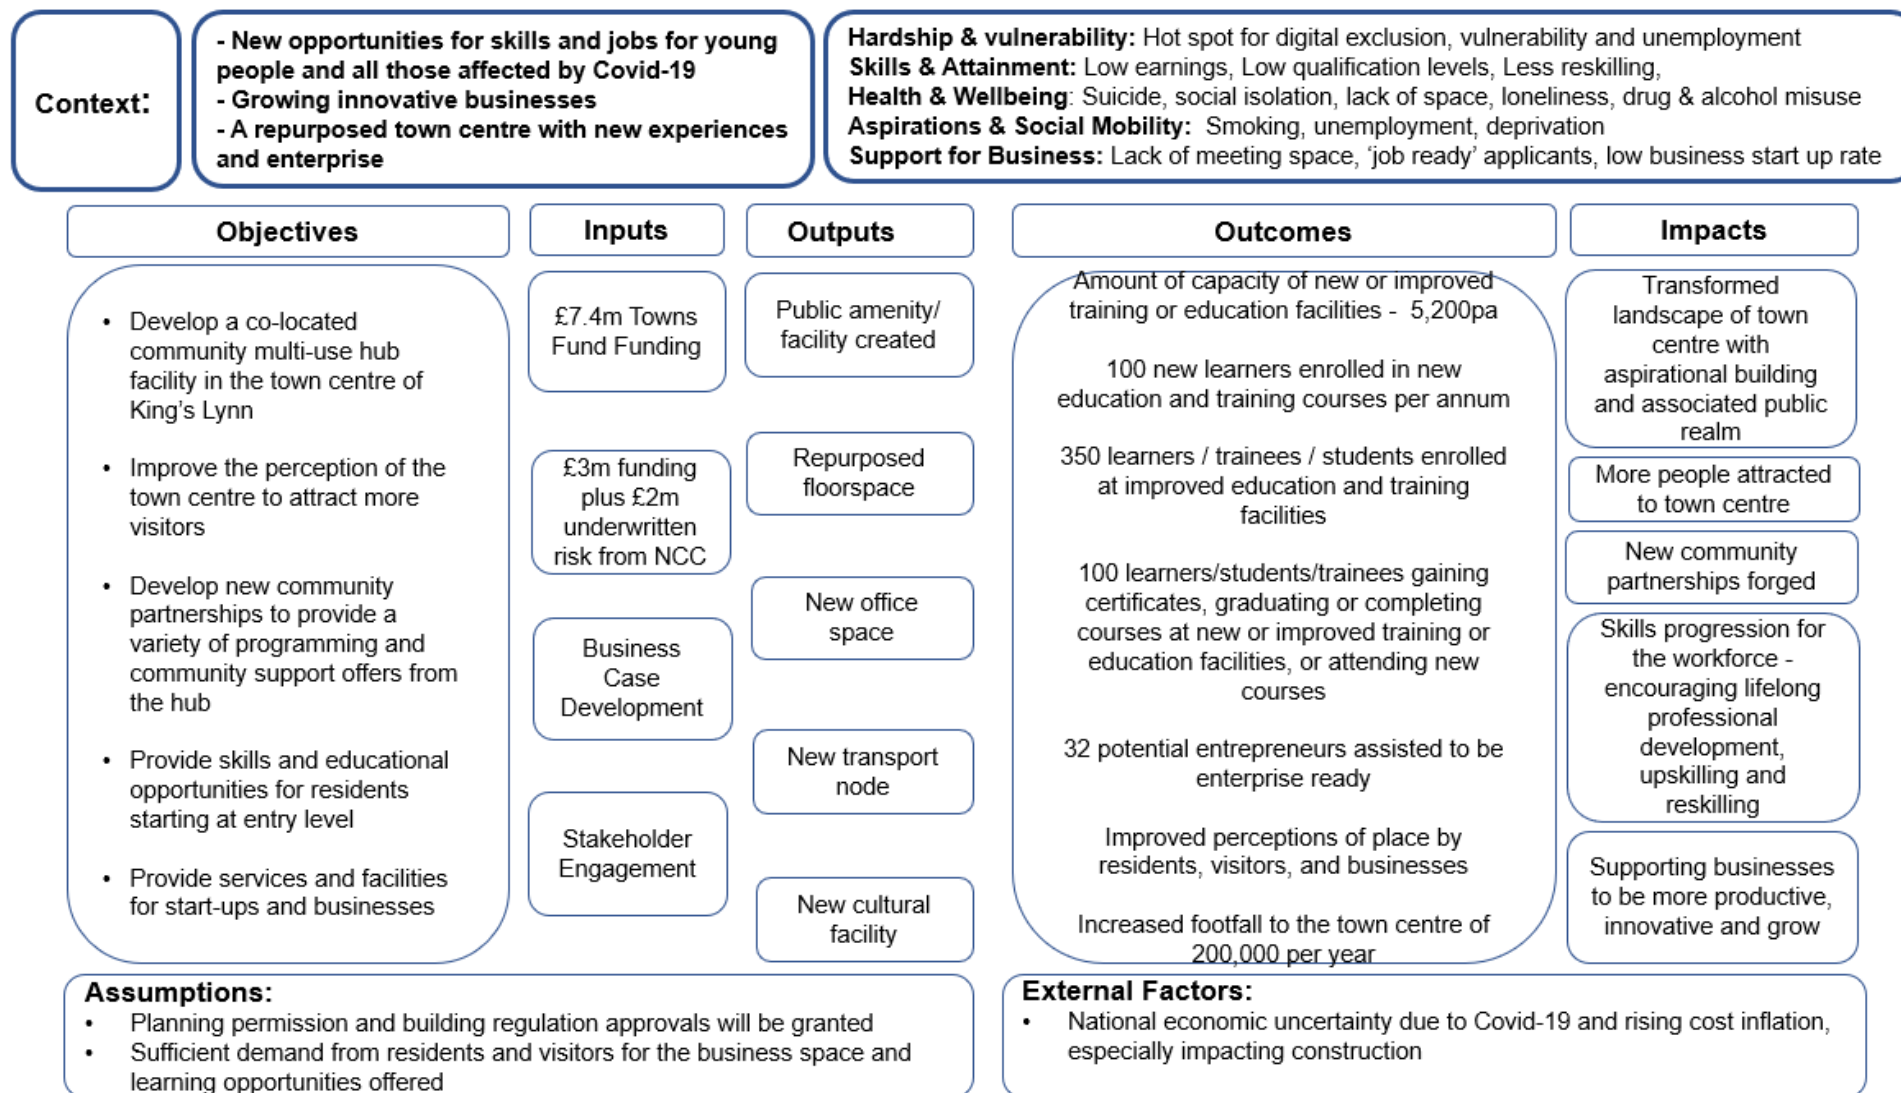 Context:
- New opportunities for skills and jobs for young
people and all those affected by Covid-19
- Growing innovative businesses
- A repurposed town centre with new experiences
and enterprise
Hardship & vulnerability: Hot spot for digital exclusion, vulnerability and unemployment
Skills & Attainment: Low earnings, Low qualification levels, Less reskilling,
Health & Wellbeing: Suicide, social isolation, lack of space, loneliness, drug & alcohol misuse
Aspirations & Social Mobility: Smoking, unemployment, deprivation
Support for Business: Lack of meeting space, ‘job ready’ applicants, low business start up rate
Objectives
• Develop a co-located
community multi-use hub
facility in the town centre of
King’s Lynn
• Improve the perception of the
town centre to attract more
visitors
• Develop new community
partnerships to provide a
variety of programming and
community support offers from
the hub
• Provide skills and educational
opportunities for residents
starting at entry level
• Provide services and facilities
for start-ups and businesses
Inputs
£7.4m Towns
Fund Funding
£3m funding
plus £2m
underwritten
risk from NCC
Business
Case
Development
Stakeholder
Engagement
Outputs
Public amenity/
facility created
Repurposed
floorspace
New office
space
New transport
node
New cultural
facility
Outcomes
Amount of capacity of new or improved
training or education facilities - 5,200pa
100 new learners enrolled in new
education and training courses per annum
350 learners / trainees / students enrolled
at improved education and training
facilities
100 learners/students/trainees gaining
certificates, graduating or completing
courses at new or improved training or
education facilities, or attending new
courses
32 potential entrepreneurs assisted to be
enterprise ready
Improved perceptions of place by
residents, visitors, and businesses
Increased footfall to the town centre of
200,000 per year
Impacts
Transformed
landscape of town
centre with
aspirational building
and associated public
realm
More people attracted
to town centre
New community
partnerships forged
Skills progression for
the workforce -
encouraging lifelong
professional
development,
upskilling and
reskilling
Supporting businesses
to be more productive,
innovative and grow
Assumptions:
• Planning permission and building regulation approvals will be granted
• Sufficient demand from residents and visitors for the business space and
learning opportunities offered
External Factors:
• National economic uncertainty due to Covid-19 and rising cost inflation,
especially impacting construction